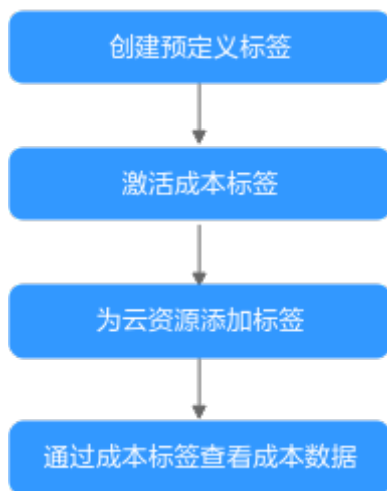 创建预定义标签
激活成本标签
为云资源添加标签
通过成本标签查看成本数据